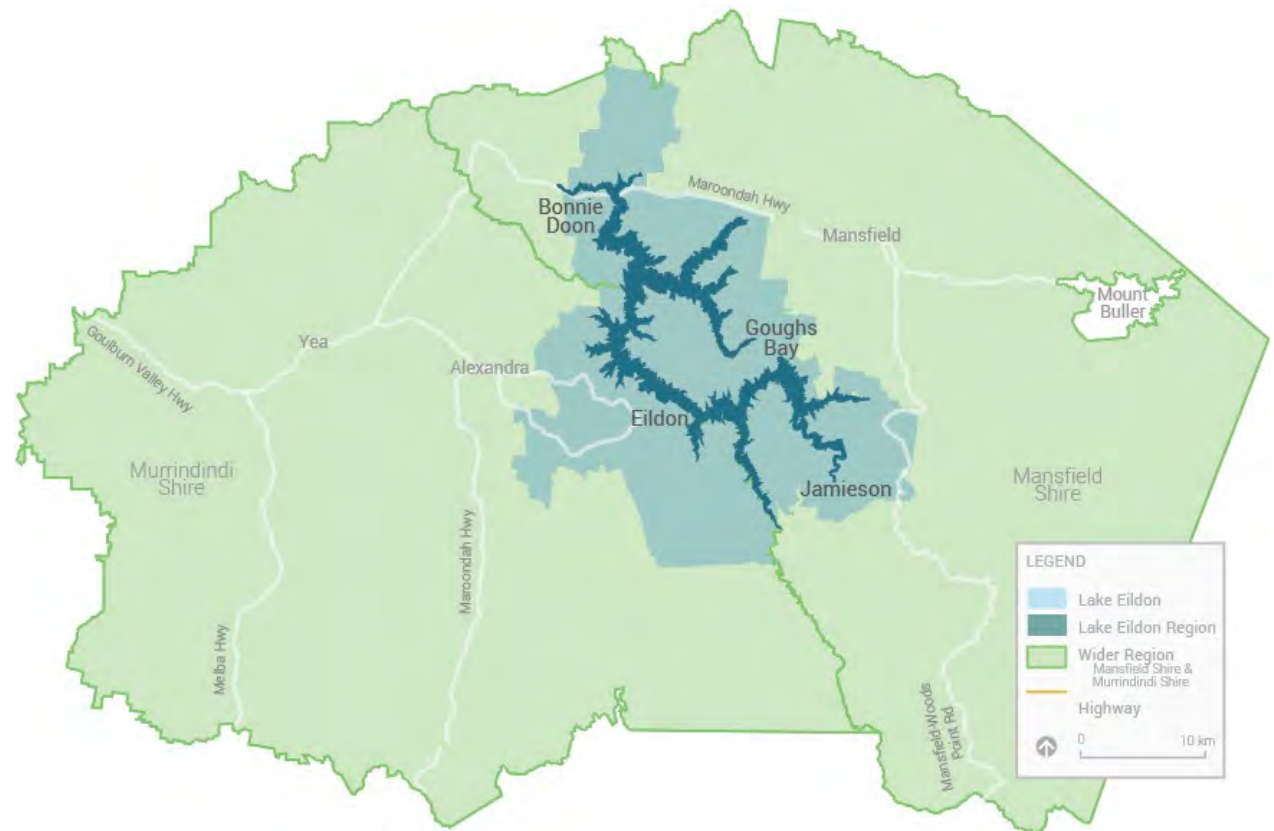 Maroondah Hwy
Bonnie
Doon
Mansfield
Mount
Buller
Goulburn Valley Hwy
Yea
Goughs
Bay
Alexandra
Eildon
Murrindindi
Shire
Jamieson
Mansfield
Shire
Maroondah Hwy
Melba Hwy
Mansfield-Woods
Point Rd
LEGEND
Lake Eildon
Lake Eildon Region
Wider Region
Mansfield Shire &
Murrindindi Shire
Highway
0 10 km